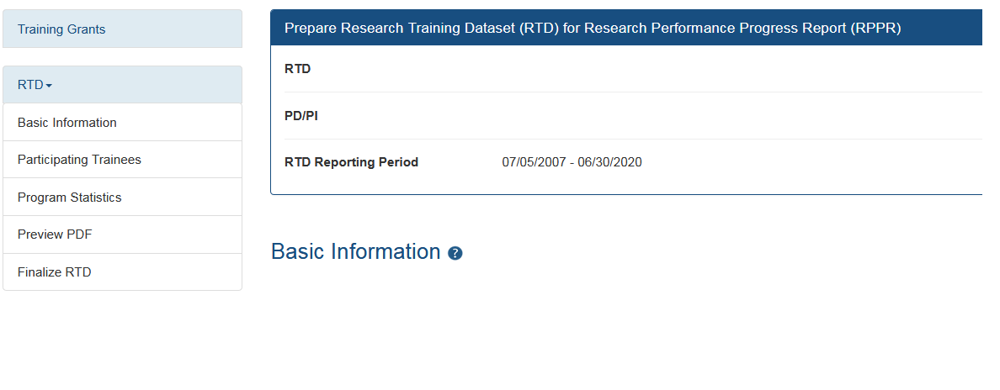 Training Grants
RTD
Basic Information
Participating Trainees
Program Statistics
Preview PDF
Finalize RTD
Prepare Research Training Dataset (RTD) for Research Performance Progress Report (RPPR)
RTD
PD/PI
RTD Reporting Period 07/05/2007 - 06/30/2020
Basic Information ?